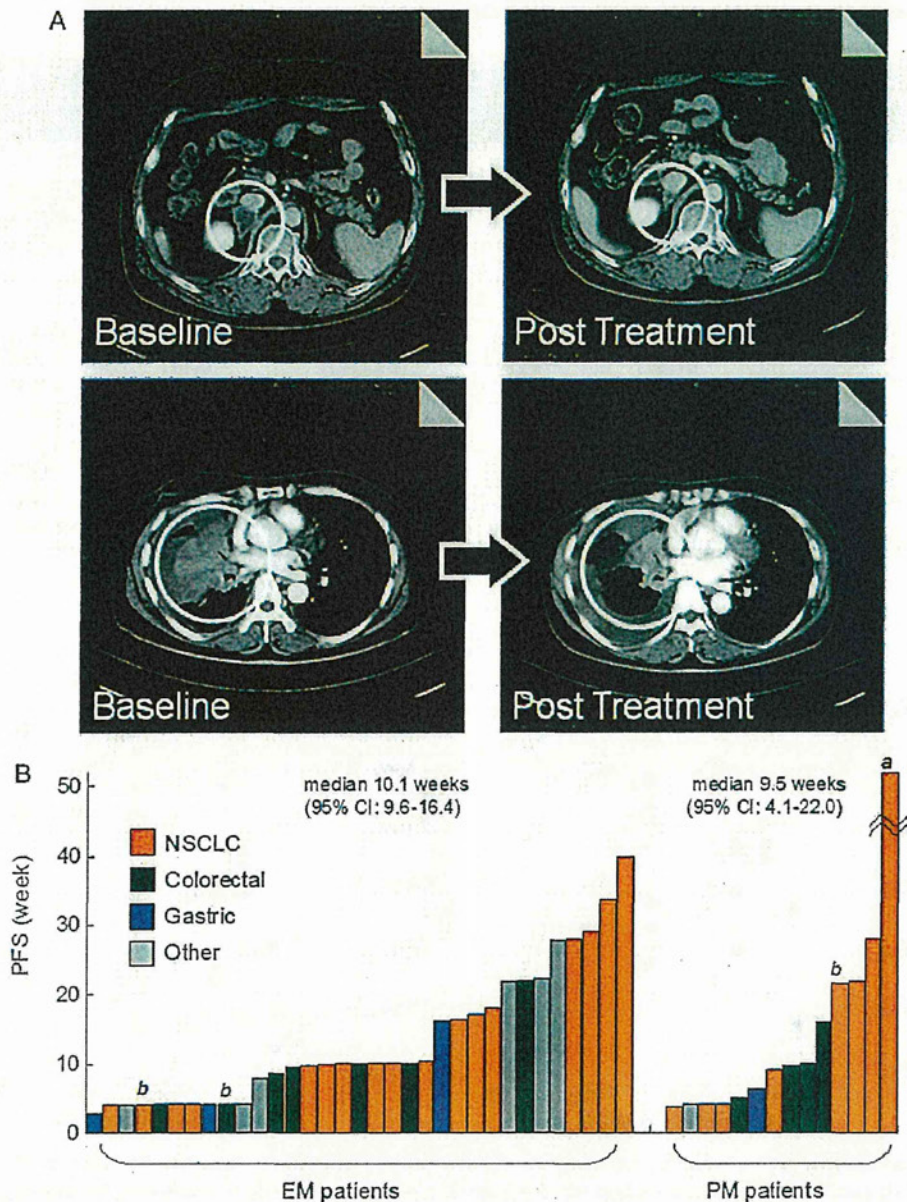 A
Baseline
Post Treatment
Baseline
Post Treatment
B
PFS (week)
50
40
30
20
10
0
median 10.1 weeks
(95% CI: 9.6-16.4)
median 9.5 weeks
(95% CI: 4.1-22.0)
NSCLC
Colorectal
Gastric
Other
b
b
b
a
EM patients
PM patients